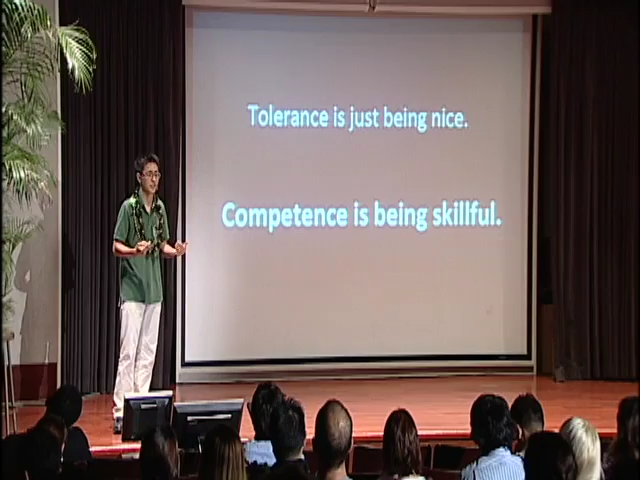 Tolerance is just being nice.
Competence is being skillful.